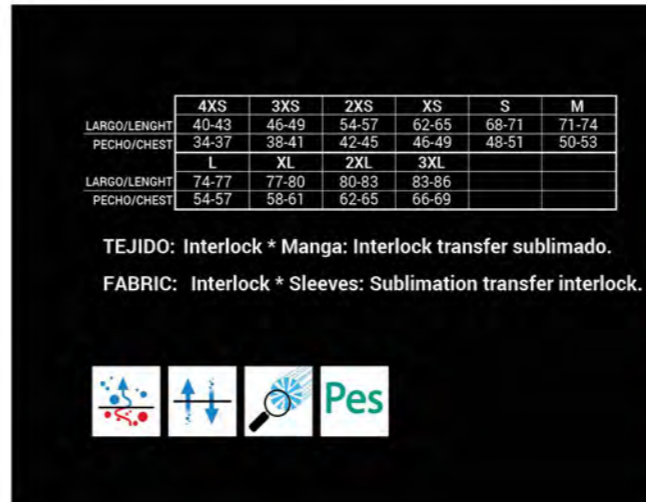 4XS 3XS 2XS XS S M
LARGO/LENGHT 40-43 46-49 54-57 62-65 68-71 71-74
PECHO/CHEST 34-37 38-41 42-45 46-49 48-51 50-53
L XL 2XL 3XL
LARGO/LENGHT 74-77 77-80 80-83 83-86
PECHO/CHEST 54-57 58-61 62-65 66-69
TEJIDO: Interlock * Manga: Interlock transfer sublimado.
FABRIC: Interlock * Sleeves: Sublimation transfer interlock.
Pes